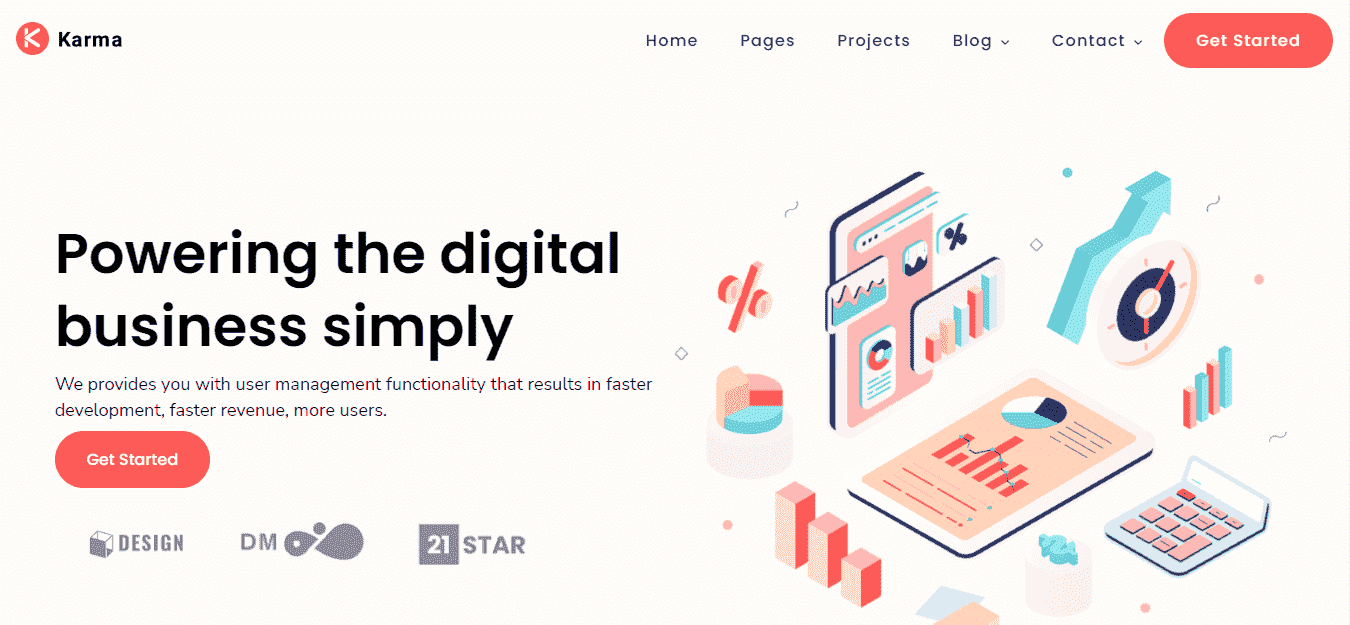 Karma
Home Pages Projects Blog Contact Get Started
Powering the digital
business simply
We provides you with user management functionality that results in faster
development, faster revenue, more users.
Get Started
DESIGN DM 21 STAR